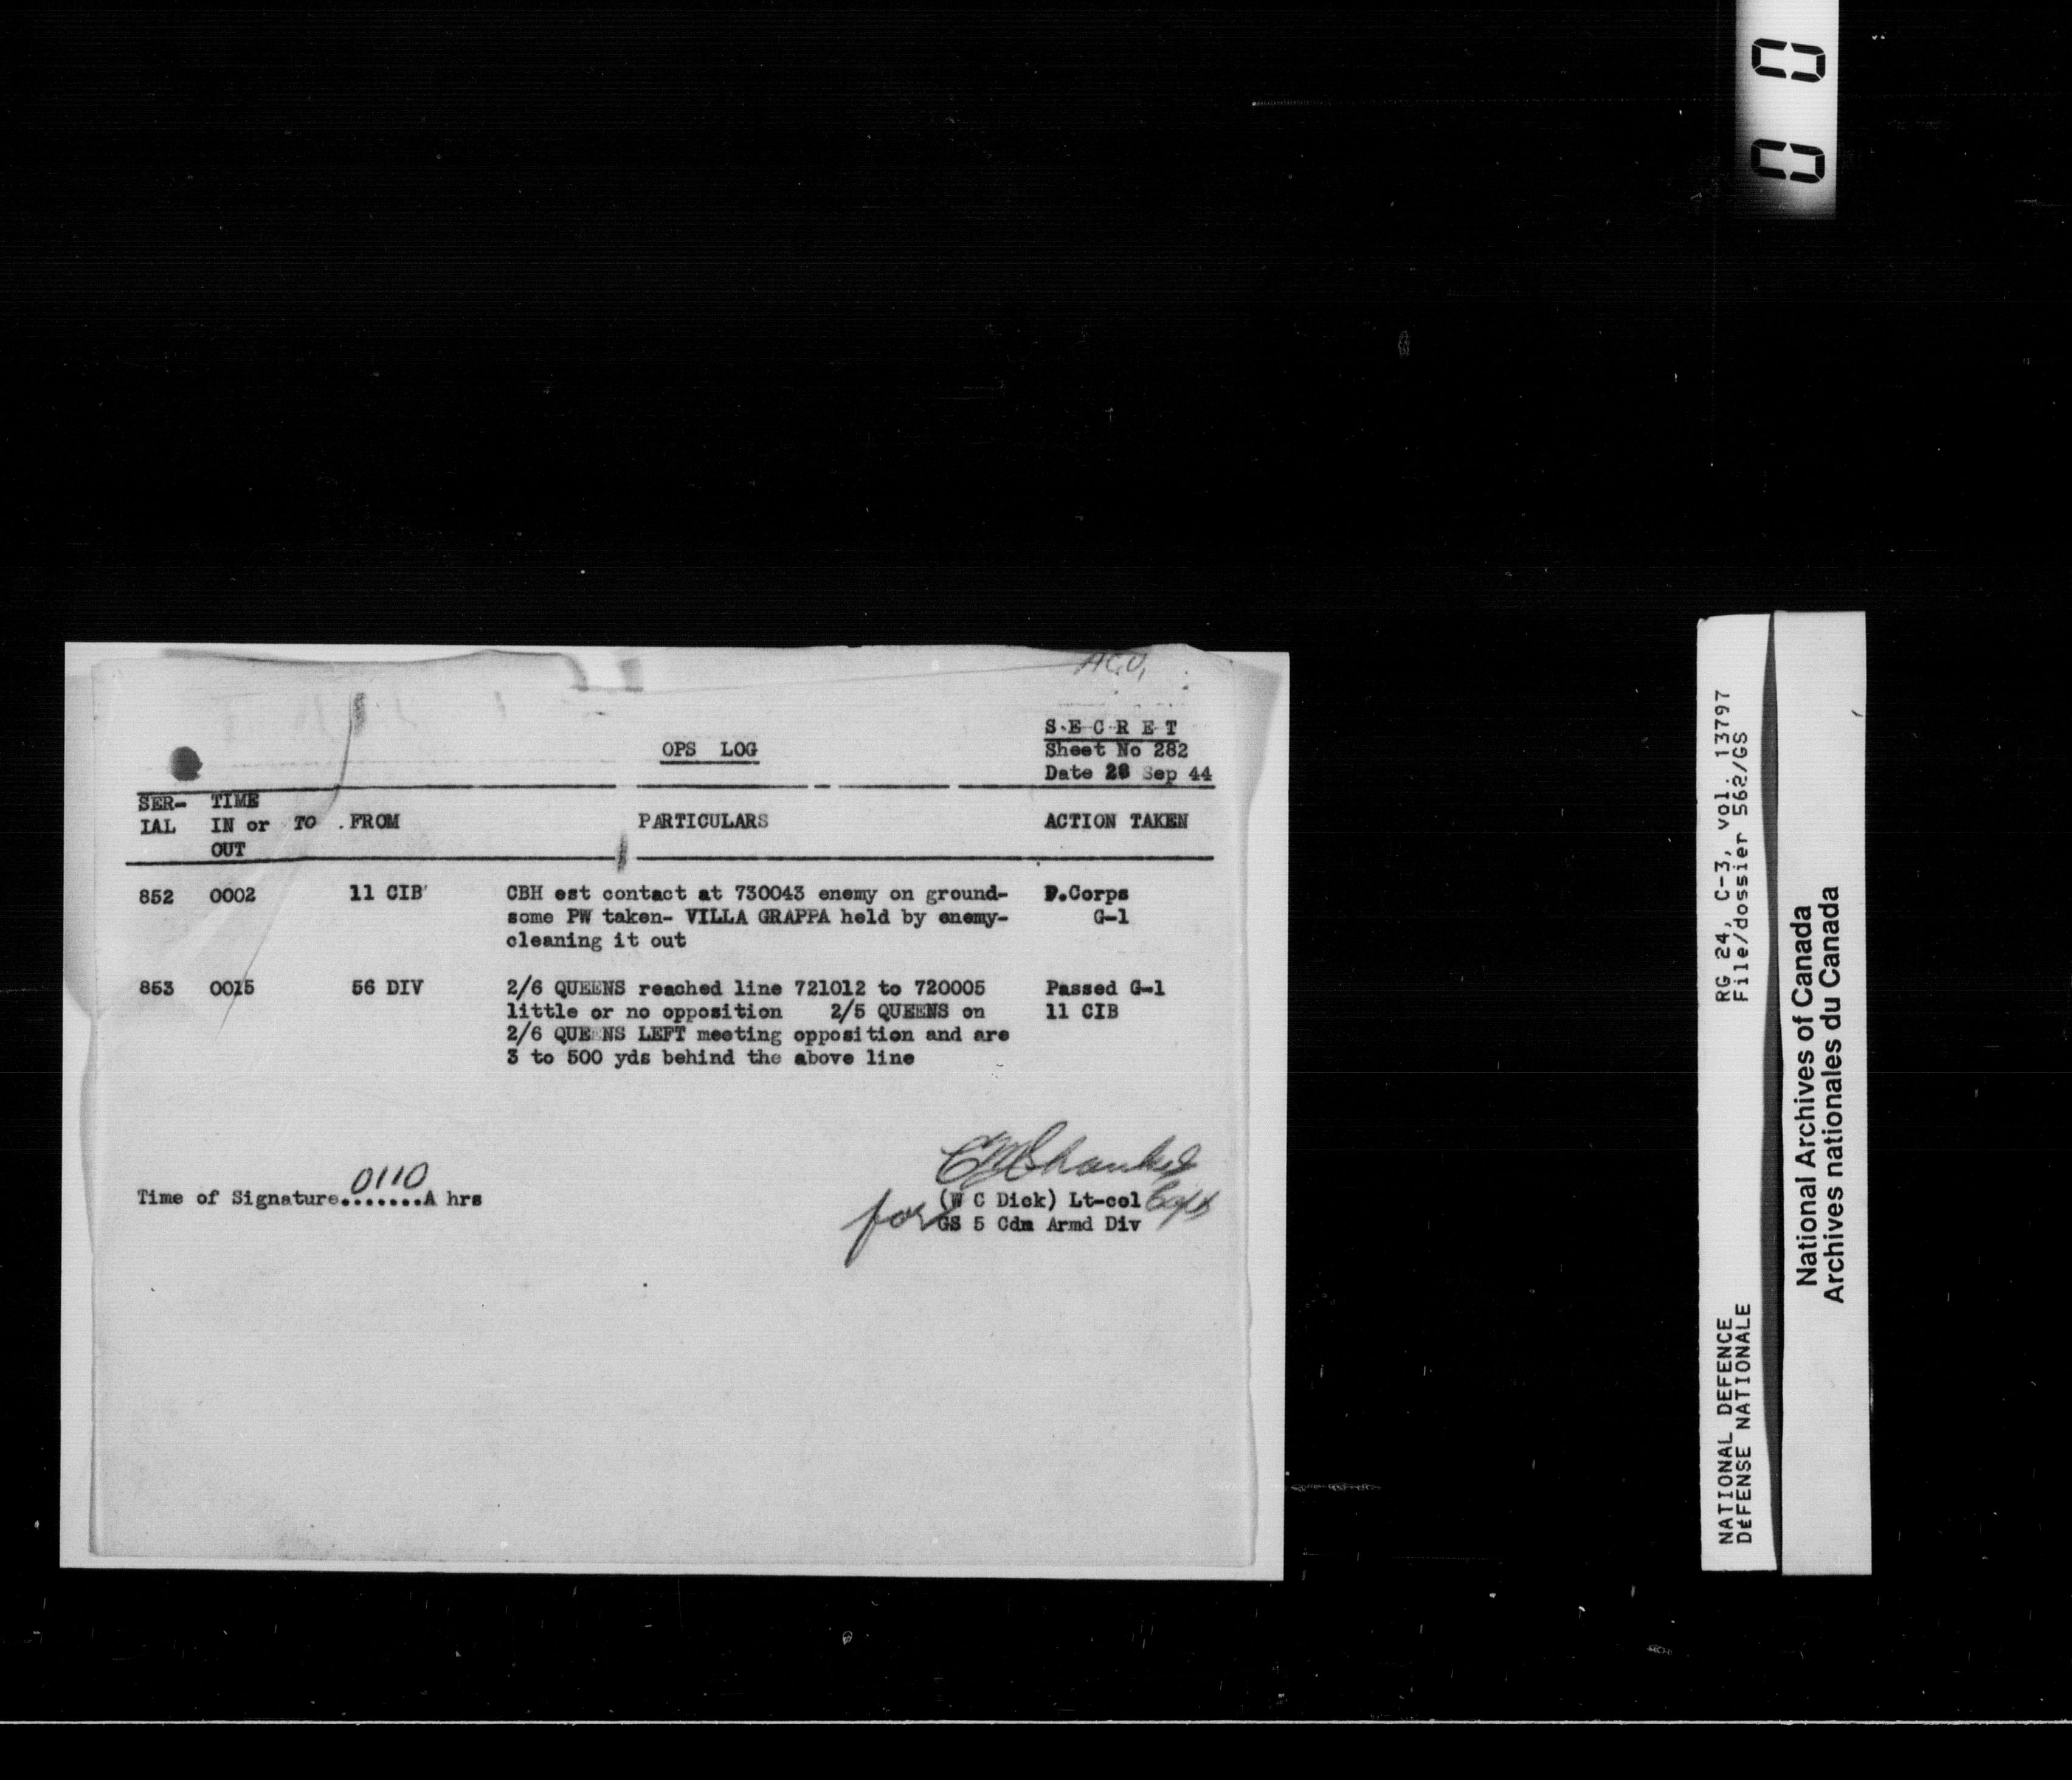 0 0
A.C.V.
S E C R E T
OPS LOG
Sheet No 282
Date 28 Sep 44
SER-IAL TIME IN or OUT TO FROM PARTICULARS ACTION TAKEN
852 0002 11 CIB CBH est contact at 730043 enemy on ground- P.Corps
some PW taken- VILLA GRAPPA held by enemy- G-1
cleaning it out
853 0015 56 DIV 2/6 QUEENS reached line 721012 to 720005 Passed G-1
little or no opposition 2/5 QUEENS on 11 CIB
2/6 QUEENS LEFT meeting opposition and are
3 to 500 yds behind the above line
Time of Signature 0110 A hrs
(W C Dick) Lt-col Capt
for GS 5 Cdn Armd Div
RG 24, C-3, vol. 13797
File/dossier 562/GS
NATIONAL DEFENCE
DÉFENSE NATIONALE
National Archives of Canada
Archives nationales du Canada